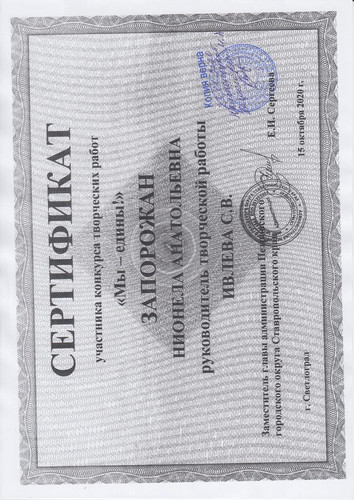 СЕРТИФИКАТ
участника конкурса творческих работ
«Мы – едины!»
ЗАПОРОЖАН
НИОНЕЛА АНАТОЛЬЕВНА
руководитель творческой работы
ИВЛЕВА С.В.
Заместитель главы администрации Петровского
городского округа Ставропольского края
Е.И. Сергеева
г. Светлоград
15 октября 2020 г.
Копия верна